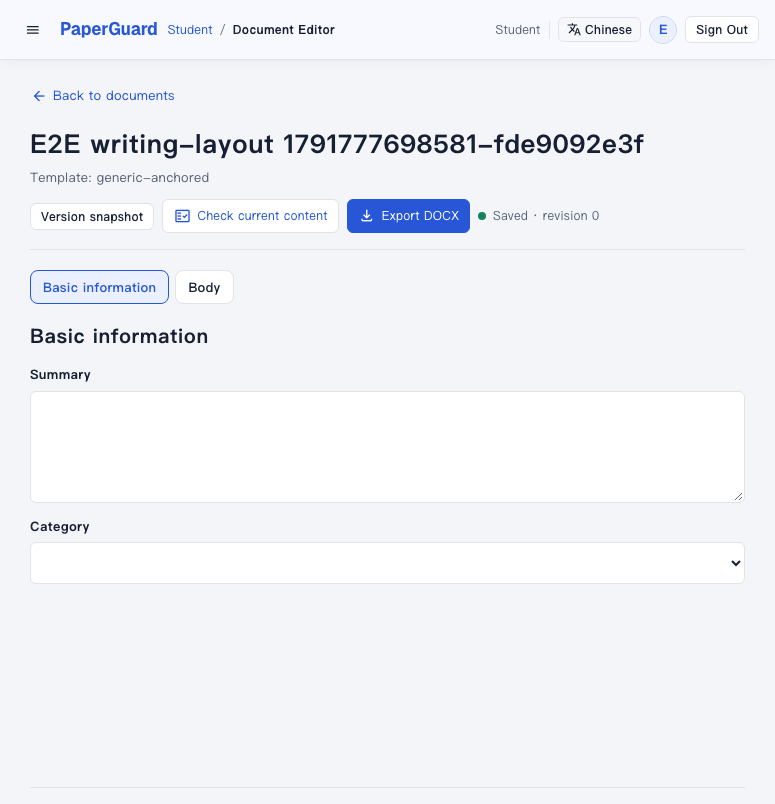 PaperGuard Student / Document Editor Student Chinese E Sign Out
Back to documents
E2E writing-layout 1791777698581-fde9092e3f
Template: generic-anchored
Version snapshot Check current content Export DOCX Saved · revision 0
Basic information Body
Basic information
Summary
Category